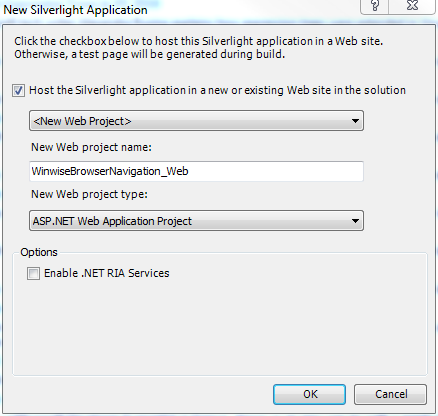 New Silverlight Application
Click the checkbox below to host this Silverlight application in a Web site.
Otherwise, a test page will be generated during build.
Host the Silverlight application in a new or existing Web site in the solution
<New Web Project>
New Web project name:
WinwiseBrowserNavigation_Web
New Web project type:
ASP.NET Web Application Project
Options
Enable .NET RIA Services
OK
Cancel